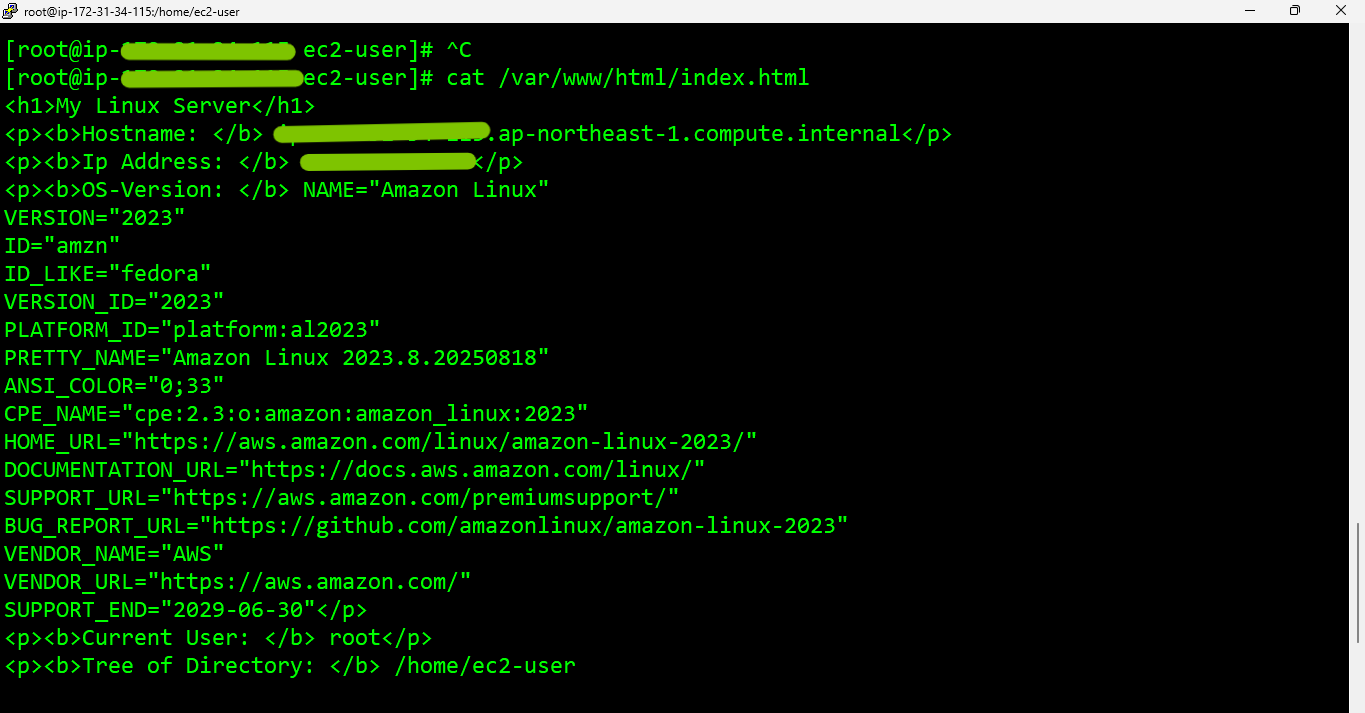 root@ip-172-31-34-115:/home/ec2-user
[root@ip- ec2-user]# ^C
[root@ip- ec2-user]# cat /var/www/html/index.html
<h1>My Linux Server</h1>
<p><b>Hostname: </b> .ap-northeast-1.compute.internal</p>
<p><b>Ip Address: </b> </p>
<p><b>OS-Version: </b> NAME="Amazon Linux"
VERSION="2023"
ID="amzn"
ID_LIKE="fedora"
VERSION_ID="2023"
PLATFORM_ID="platform:al2023"
PRETTY_NAME="Amazon Linux 2023.8.20250818"
ANSI_COLOR="0;33"
CPE_NAME="cpe:2.3:o:amazon:amazon_linux:2023"
HOME_URL="https://aws.amazon.com/linux/amazon-linux-2023/"
DOCUMENTATION_URL="https://docs.aws.amazon.com/linux/"
SUPPORT_URL="https://aws.amazon.com/premiumsupport/"
BUG_REPORT_URL="https://github.com/amazonlinux/amazon-linux-2023"
VENDOR_NAME="AWS"
VENDOR_URL="https://aws.amazon.com/"
SUPPORT_END="2029-06-30"</p>
<p><b>Current User: </b> root</p>
<p><b>Tree of Directory: </b> /home/ec2-user